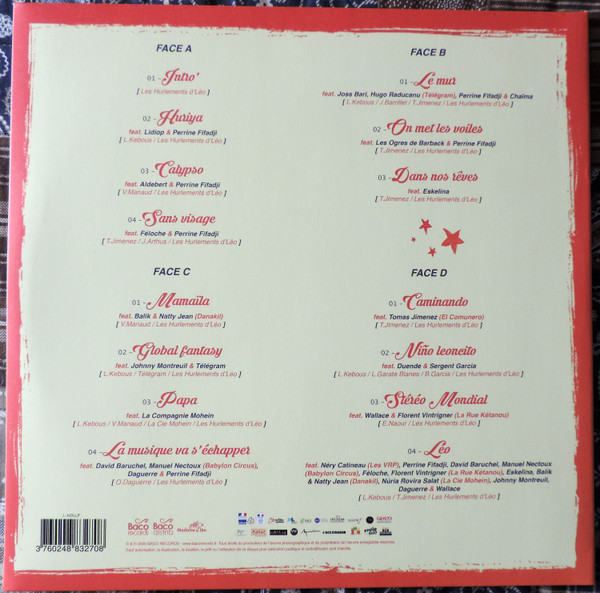 FACE A
01 - Intro'
[ Les Hurlements d'Léo ]
02 - Huriya
feat. Lidiop & Perrine Fifadji
[ L.Kebous / Les Hurlements d'Léo ]
03 - Calypso
feat. Aldebert & Perrine Fifadji
[ V.Manaud / Les Hurlements d'Léo ]
04 - Sans visage
feat. Féloche & Perrine Fifadji
[ T.Jimenez / J.Arthus / Les Hurlements d'Léo ]
FACE B
01 - Le mur
feat. Joss Bari, Hugo Raducanu (Télégram), Perrine Fifadji & Chaïma
[ L.Kebous / J.Barrillet / T.Jimenez / Les Hurlements d'Léo ]
02 - On met les voiles
feat. Les Ogres de Barback & Perrine Fifadji
[ T.Jimenez / Les Hurlements d'Léo ]
03 - Dans nos rêves
feat. Eskelina
[ T.Jimenez / Les Hurlements d'Léo ]
FACE C
01 - Mamaïla
feat. Balik & Natty Jean (Danakil)
[ V.Manaud / Les Hurlements d'Léo ]
02 - Global fantasy
feat. Johnny Montreuil & Télégram
[ L.Kebous / Télégram / Les Hurlements d'Léo ]
03 - Papa
feat. La Compagnie Mohein
[ L.Kebous / V.Manaud / La Cie Mohein / Les Hurlements d'Léo ]
04 - La musique va s'échapper
feat. David Baruchel, Manuel Nectoux (Babylon Circus),
Daguerre & Perrine Fifadji
[ O.Daguerre / Les Hurlements d'Léo ]
FACE D
01 - Caminando
feat. Tomas Jimenez (El Comunero)
[ T.Jimenez / Les Hurlements d'Léo ]
02 - Niño leoncito
feat. Duende & Sergent Garcia
[ L.Kebous / L.Garate Blanes / B.Garcia / Les Hurlements d'Léo ]
03 - Stéréo Mondial
feat. Wallace & Florent Vintrigner (La Rue Kétanou)
[ E.Naour / Les Hurlements d'Léo ]
04 - Léo
feat. Néry Catineau (Les VRP), Perrine Fifadji, David Baruchel, Manuel Nectoux
(Babylon Circus), Féloche, Florent Vintrigner (La Rue Kétanou), Eskelina, Balik
& Natty Jean (Danakil), Núria Rovira Salat (La Cie Mohein), Johnny Montreuil,
Daguerre & Wallace
[ L.Kebous / T.Jimenez / Les Hurlements d'Léo ]
3 760248 832708
Baco records
Baco distrib